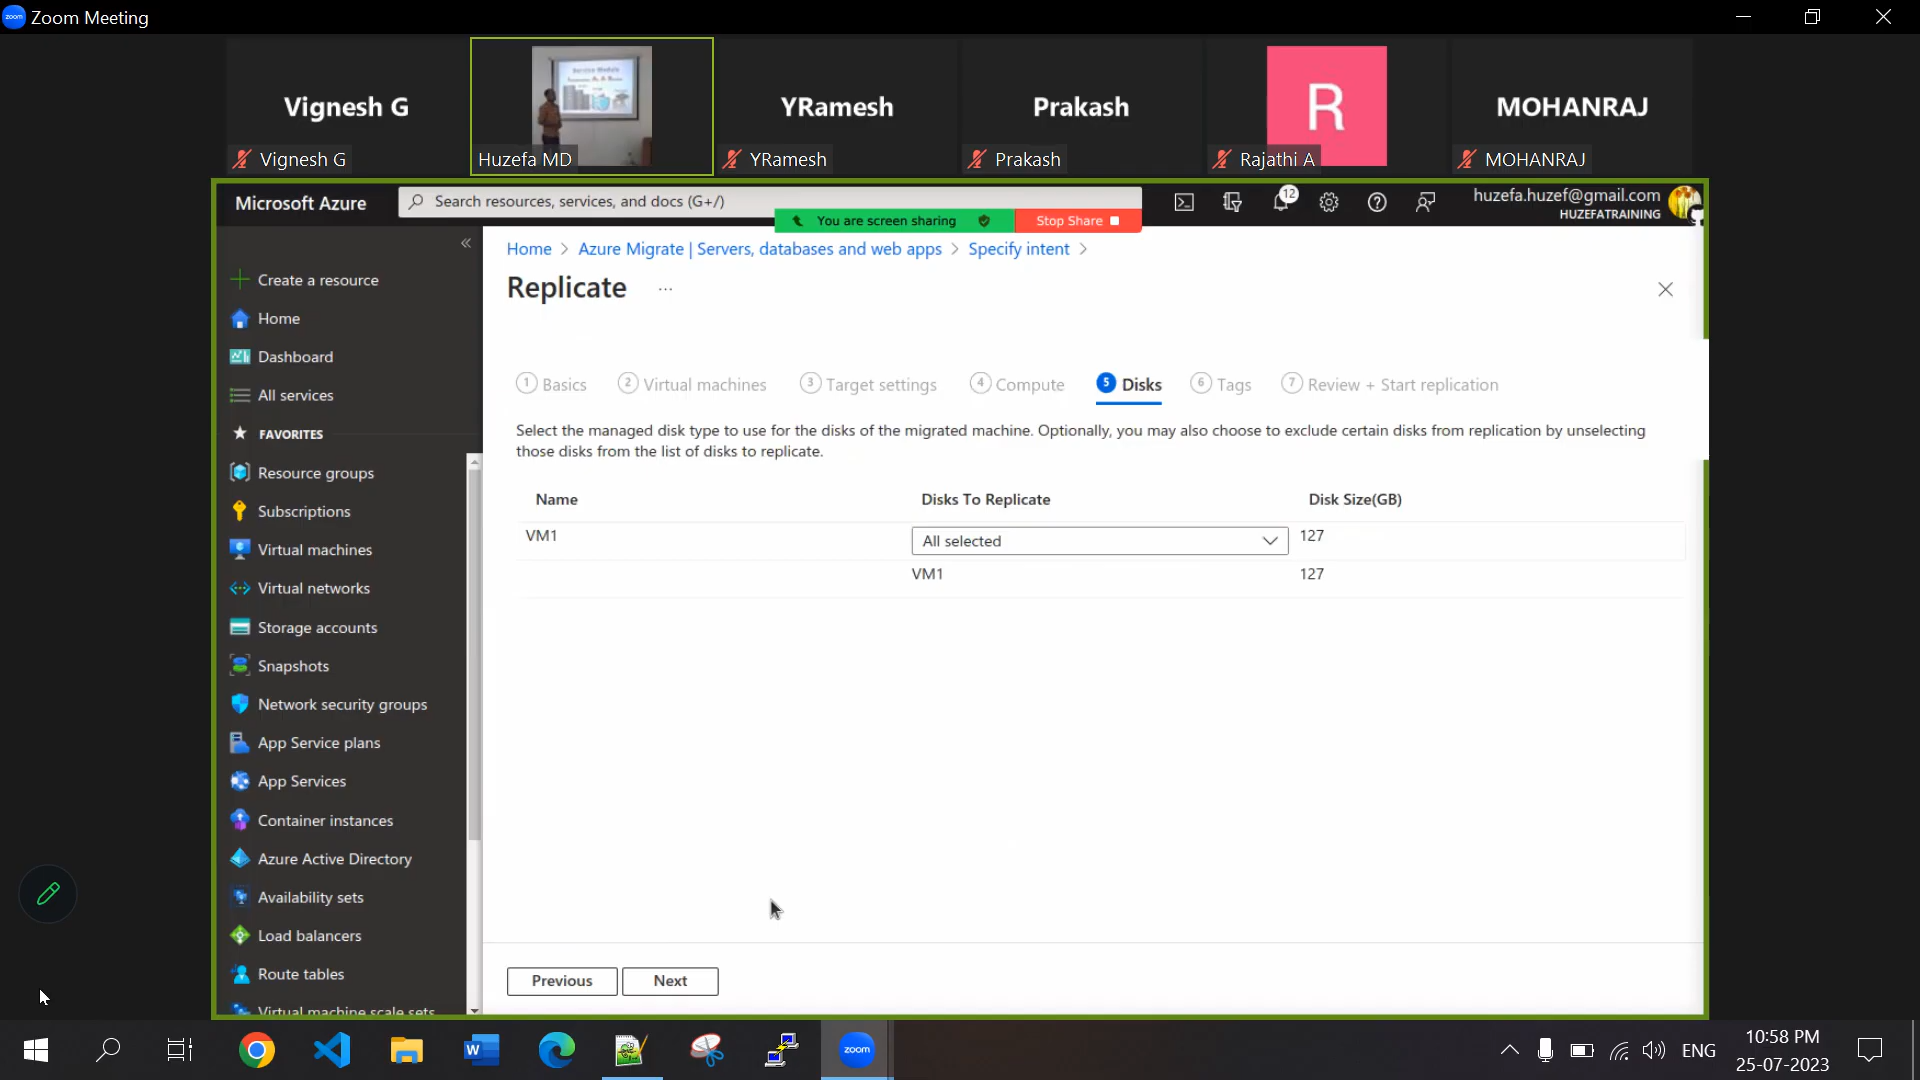 zoom Zoom Meeting
Vignesh G
YRamesh
Prakash
R
MOHANRAJ
Vignesh G
Huzefa MD
YRamesh
Prakash
Rajathi A
MOHANRAJ
Microsoft Azure
Search resources, services, and docs (G+/)
12
huzefa.huzef@gmail.com
HUZEFATRAINING
You are screen sharing
Stop Share
«
Home > Azure Migrate | Servers, databases and web apps > Specify intent >
Replicate ...
Create a resource
Home
Dashboard
All services
FAVORITES
Resource groups
Subscriptions
Virtual machines
Virtual networks
Storage accounts
Snapshots
Network security groups
App Service plans
App Services
Container instances
Azure Active Directory
Availability sets
Load balancers
Route tables
Virtual machine scale sets
1 Basics
2 Virtual machines
3 Target settings
4 Compute
5 Disks
6 Tags
7 Review + Start replication
Select the managed disk type to use for the disks of the migrated machine. Optionally, you may also choose to exclude certain disks from replication by unselecting
those disks from the list of disks to replicate.
Name Disks To Replicate Disk Size(GB)
VM1 All selected 127
VM1 127
Previous Next
zoom
ENG
10:58 PM
25-07-2023